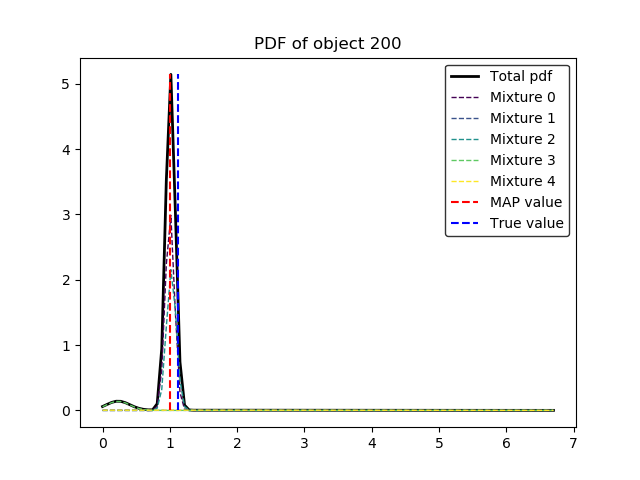 PDF of object 200
Total pdf
Mixture 0
Mixture 1
Mixture 2
Mixture 3
Mixture 4
MAP value
True value
5
4
3
2
1
0
0 1 2 3 4 5 6 7